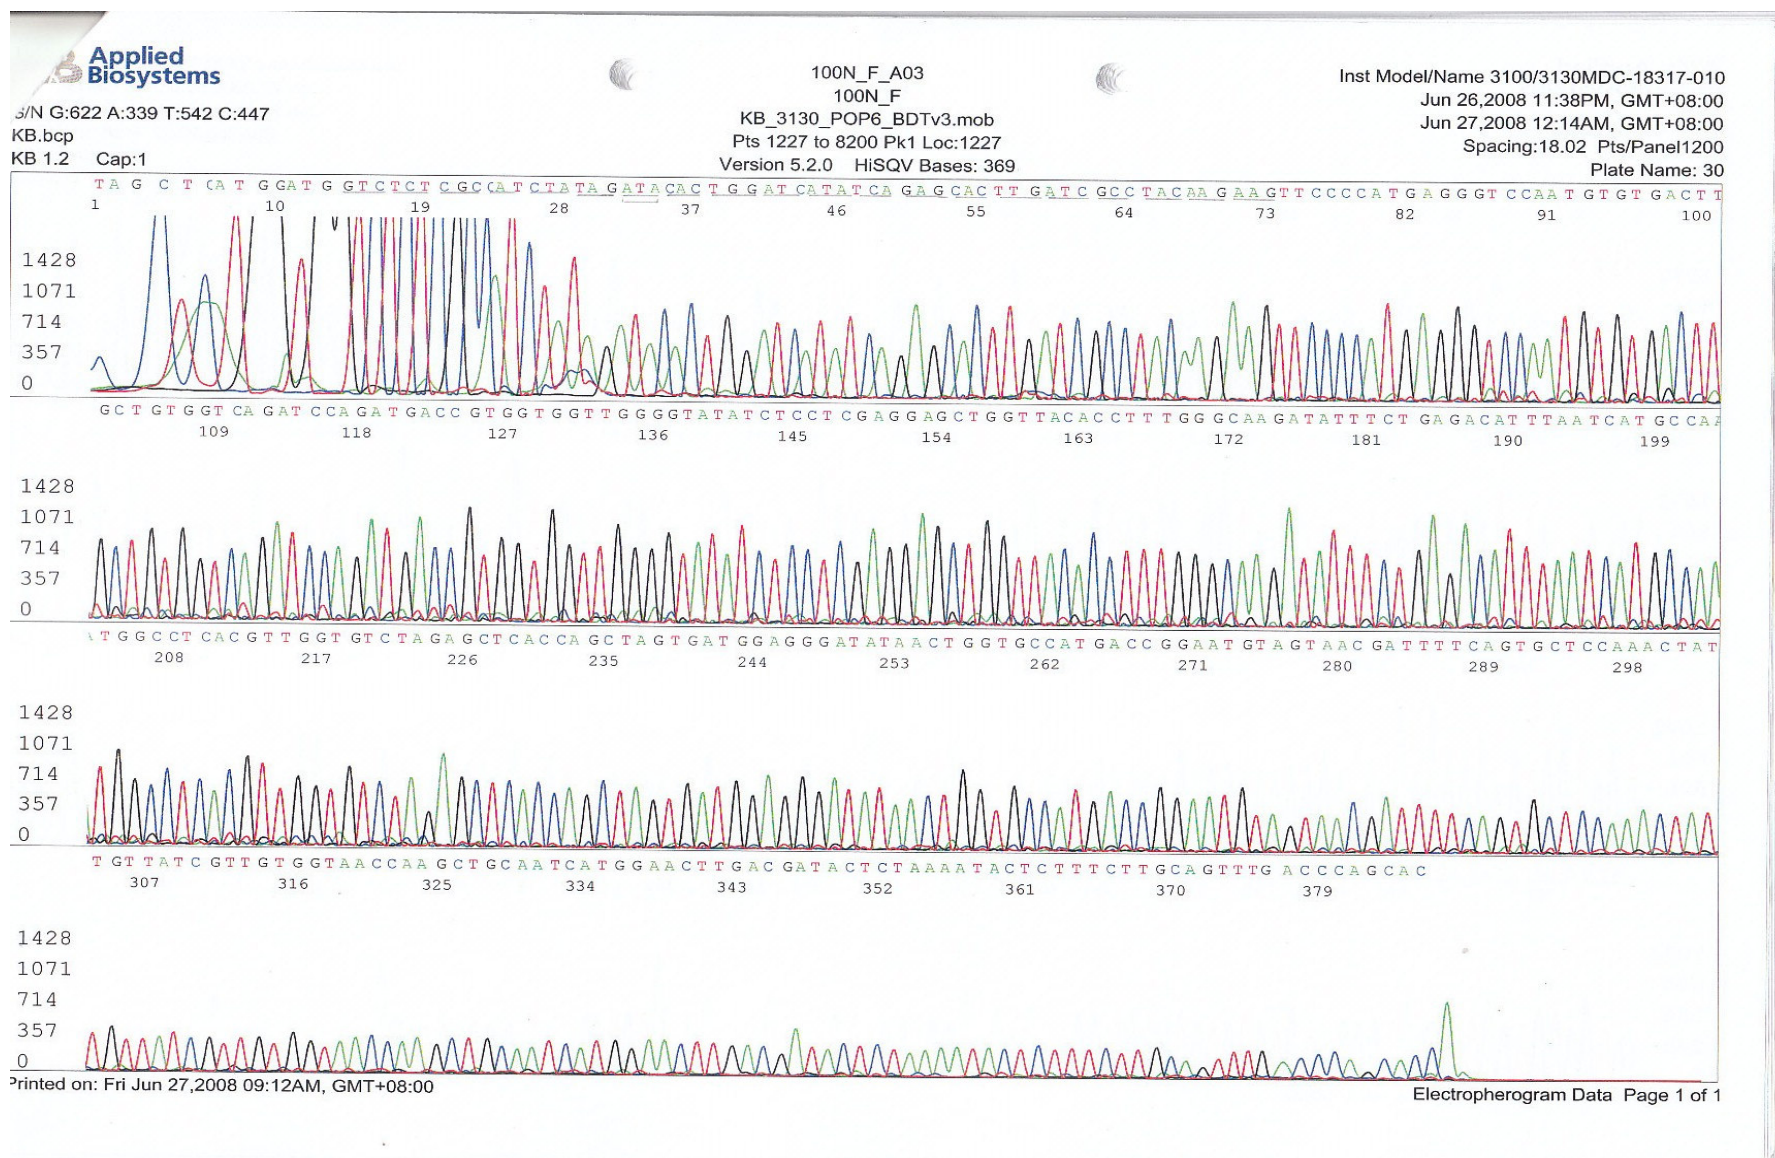 Applied
Biosystems
S/N G:622 A:339 T:542 C:447
KB.bcp
KB 1.2 Cap:1
100N_F_A03
100N_F
KB_3130_POP6_BDTv3.mob
Pts 1227 to 8200 Pk1 Loc:1227
Version 5.2.0 HiSQV Bases: 369
Inst Model/Name 3100/3130MDC-18317-010
Jun 26,2008 11:38PM, GMT+08:00
Jun 27,2008 12:14AM, GMT+08:00
Spacing:18.02 Pts/Panel1200
Plate Name: 30
T A G C T C A T G G A T G G T C T C T C G C C A T C T A T A G A T A C A C T G G A T C A T A T C A G A G C A C T T G A T C G C C T A C A A G A A G T T C C C C A T G A G G G T C C A A T G T G T G A C T T
1 10 19 28 37 46 55 64 73 82 91 100
1428
1071
714
357
0
G C T G T G G T C A G A T C C A G A T G A C C G T G G T G G T T G G G G T A T A T C T C C T C G A G G A G C T G G T T A C A C C T T T G G G C A A G A T A T T T C T G A G A C A T T T A A T C A T G C C A A
109 118 127 136 145 154 163 172 181 190 199
1428
1071
714
357
0
A T G G C C T C A C G T T G G T G T C T A G A G C T C A C C A G C T A G T G A T G G A G G G A T A T A A C T G G T G C C A T G A C C G G A A T G T A G T A A C G A T T T T C A G T G C T C C A A A C T A T
208 217 226 235 244 253 262 271 280 289 298
1428
1071
714
357
0
T G T T A T C G T T G T G G T A A C C A A G C T G C A A T C A T G G A A C T T G A C G A T A C T C T A A A A T A C T C T T T C T T G C A G T T T G A C C C A G C A C
307 316 325 334 343 352 361 370 379
1428
1071
714
357
0
Printed on: Fri Jun 27,2008 09:12AM, GMT+08:00
Electropherogram Data Page 1 of 1